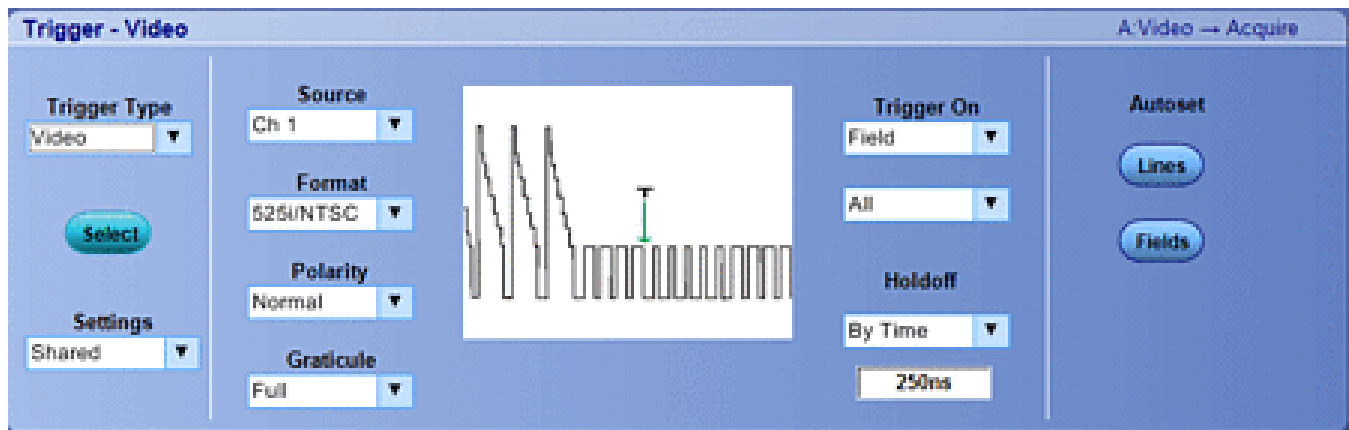 Trigger - Video
A:Video → Acquire
Trigger Type
Video
Select
Settings
Shared
Source
Ch 1
Format
525i/NTSC
Polarity
Normal
Graticule
Full
T
Trigger On
Field
All
Holdoff
By Time
250ns
Autoset
Lines
Fields